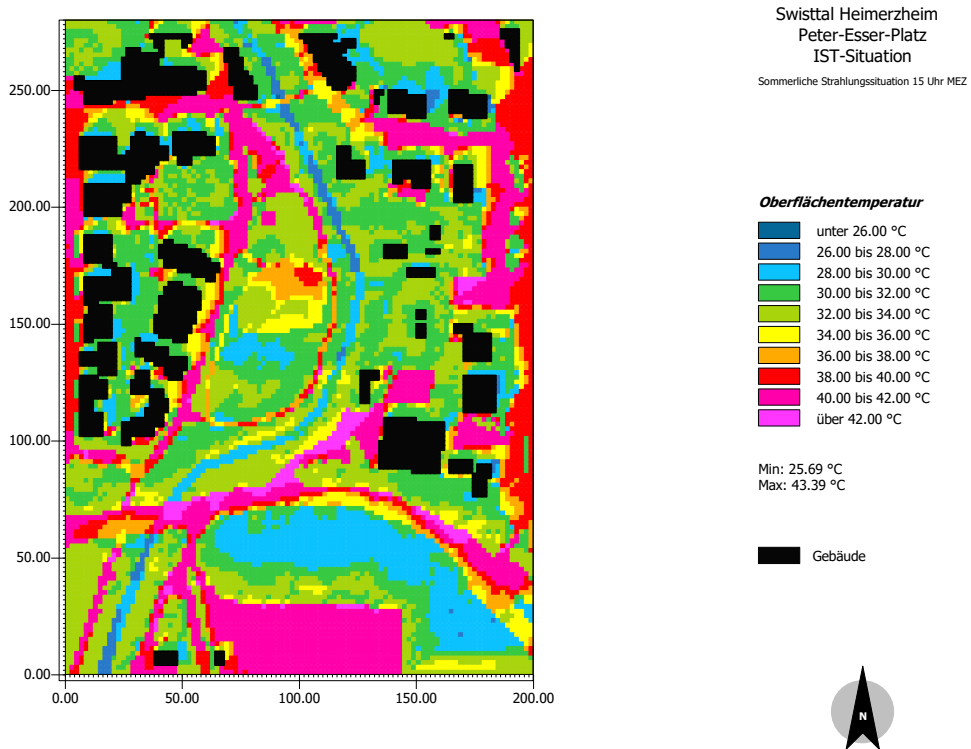 Swisttal Heimerzheim
Peter-Esser-Platz
IST-Situation
Sommerliche Strahlungssituation 15 Uhr MEZ
250.00
200.00
150.00
100.00
50.00
0.00
0.00 50.00 100.00 150.00 200.00
Oberflächentemperatur
unter 26.00 °C
26.00 bis 28.00 °C
28.00 bis 30.00 °C
30.00 bis 32.00 °C
32.00 bis 34.00 °C
34.00 bis 36.00 °C
36.00 bis 38.00 °C
38.00 bis 40.00 °C
40.00 bis 42.00 °C
über 42.00 °C
Min: 25.69 °C
Max: 43.39 °C
Gebäude
N